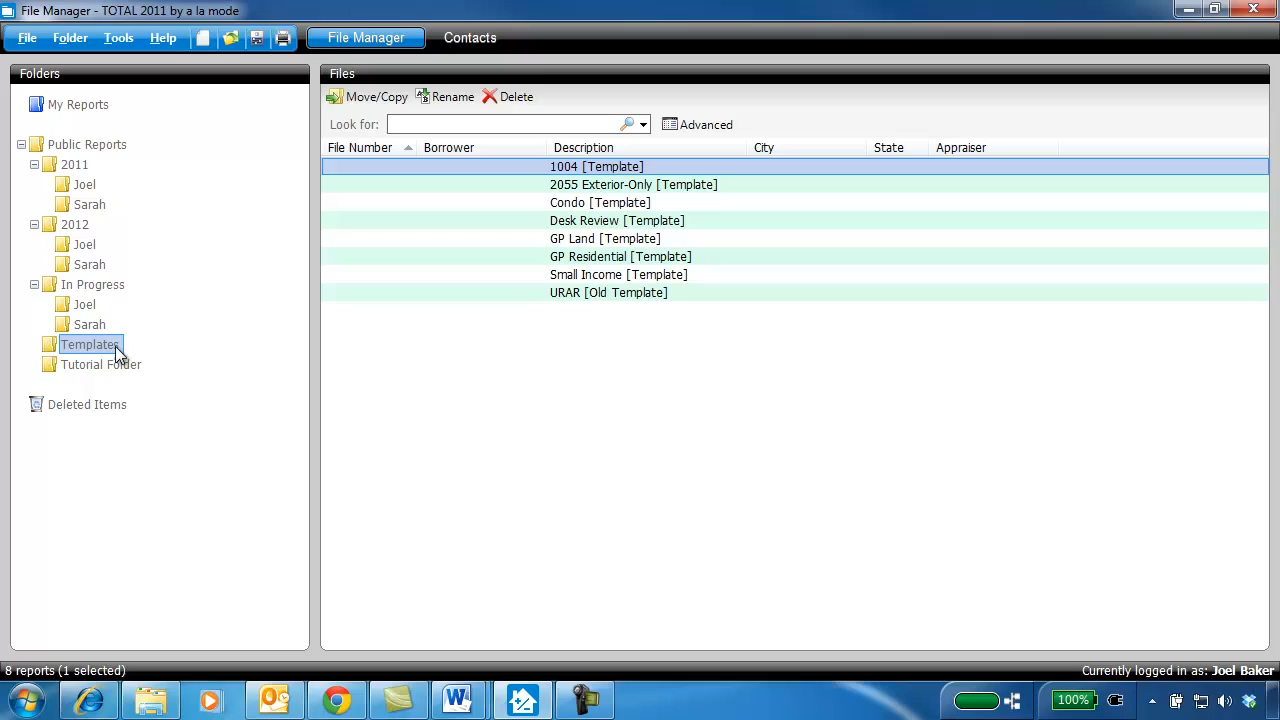 File Manager - TOTAL 2011 by a la mode
File Folder Tools Help File Manager Contacts
Folders
My Reports
Public Reports
2011
Joel
Sarah
2012
Joel
Sarah
In Progress
Joel
Sarah
Templates
Tutorial Folder
Deleted Items
Files
Move/Copy Rename Delete
Look for: Advanced
File Number Borrower Description City State Appraiser
1004 [Template]
2055 Exterior-Only [Template]
Condo [Template]
Desk Review [Template]
GP Land [Template]
GP Residential [Template]
Small Income [Template]
URAR [Old Template]
8 reports (1 selected) Currently logged in as: Joel Baker
100%